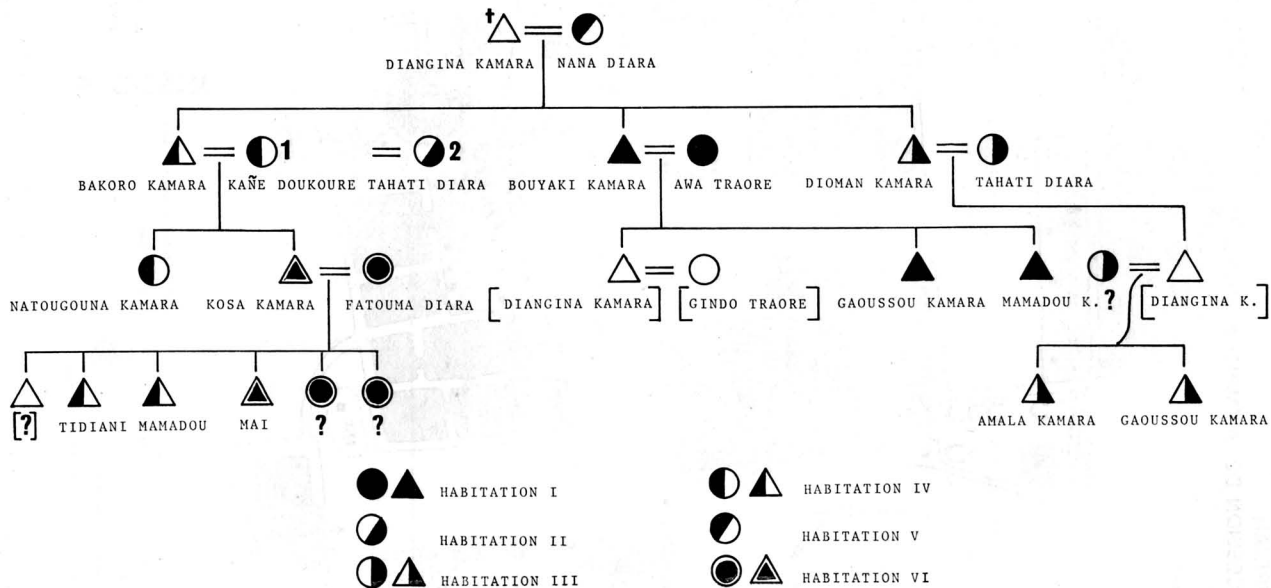 †
DIANGINA KAMARA NANA DIARA
1 2
BAKORO KAMARA KAÑE DOUKOURE TAHATI DIARA BOUYAKI KAMARA AWA TRAORE DIOMAN KAMARA TAHATI DIARA
NATOUGOUNA KAMARA KOSA KAMARA FATOUMA DIARA [DIANGINA KAMARA] [GINDO TRAORE] GAOUSSOU KAMARA MAMADOU K. ? [DIANGINA K.]
[?] TIDIANI MAMADOU MAI ? ? AMALA KAMARA GAOUSSOU KAMARA
HABITATION I HABITATION IV
HABITATION II HABITATION V
HABITATION III HABITATION VI